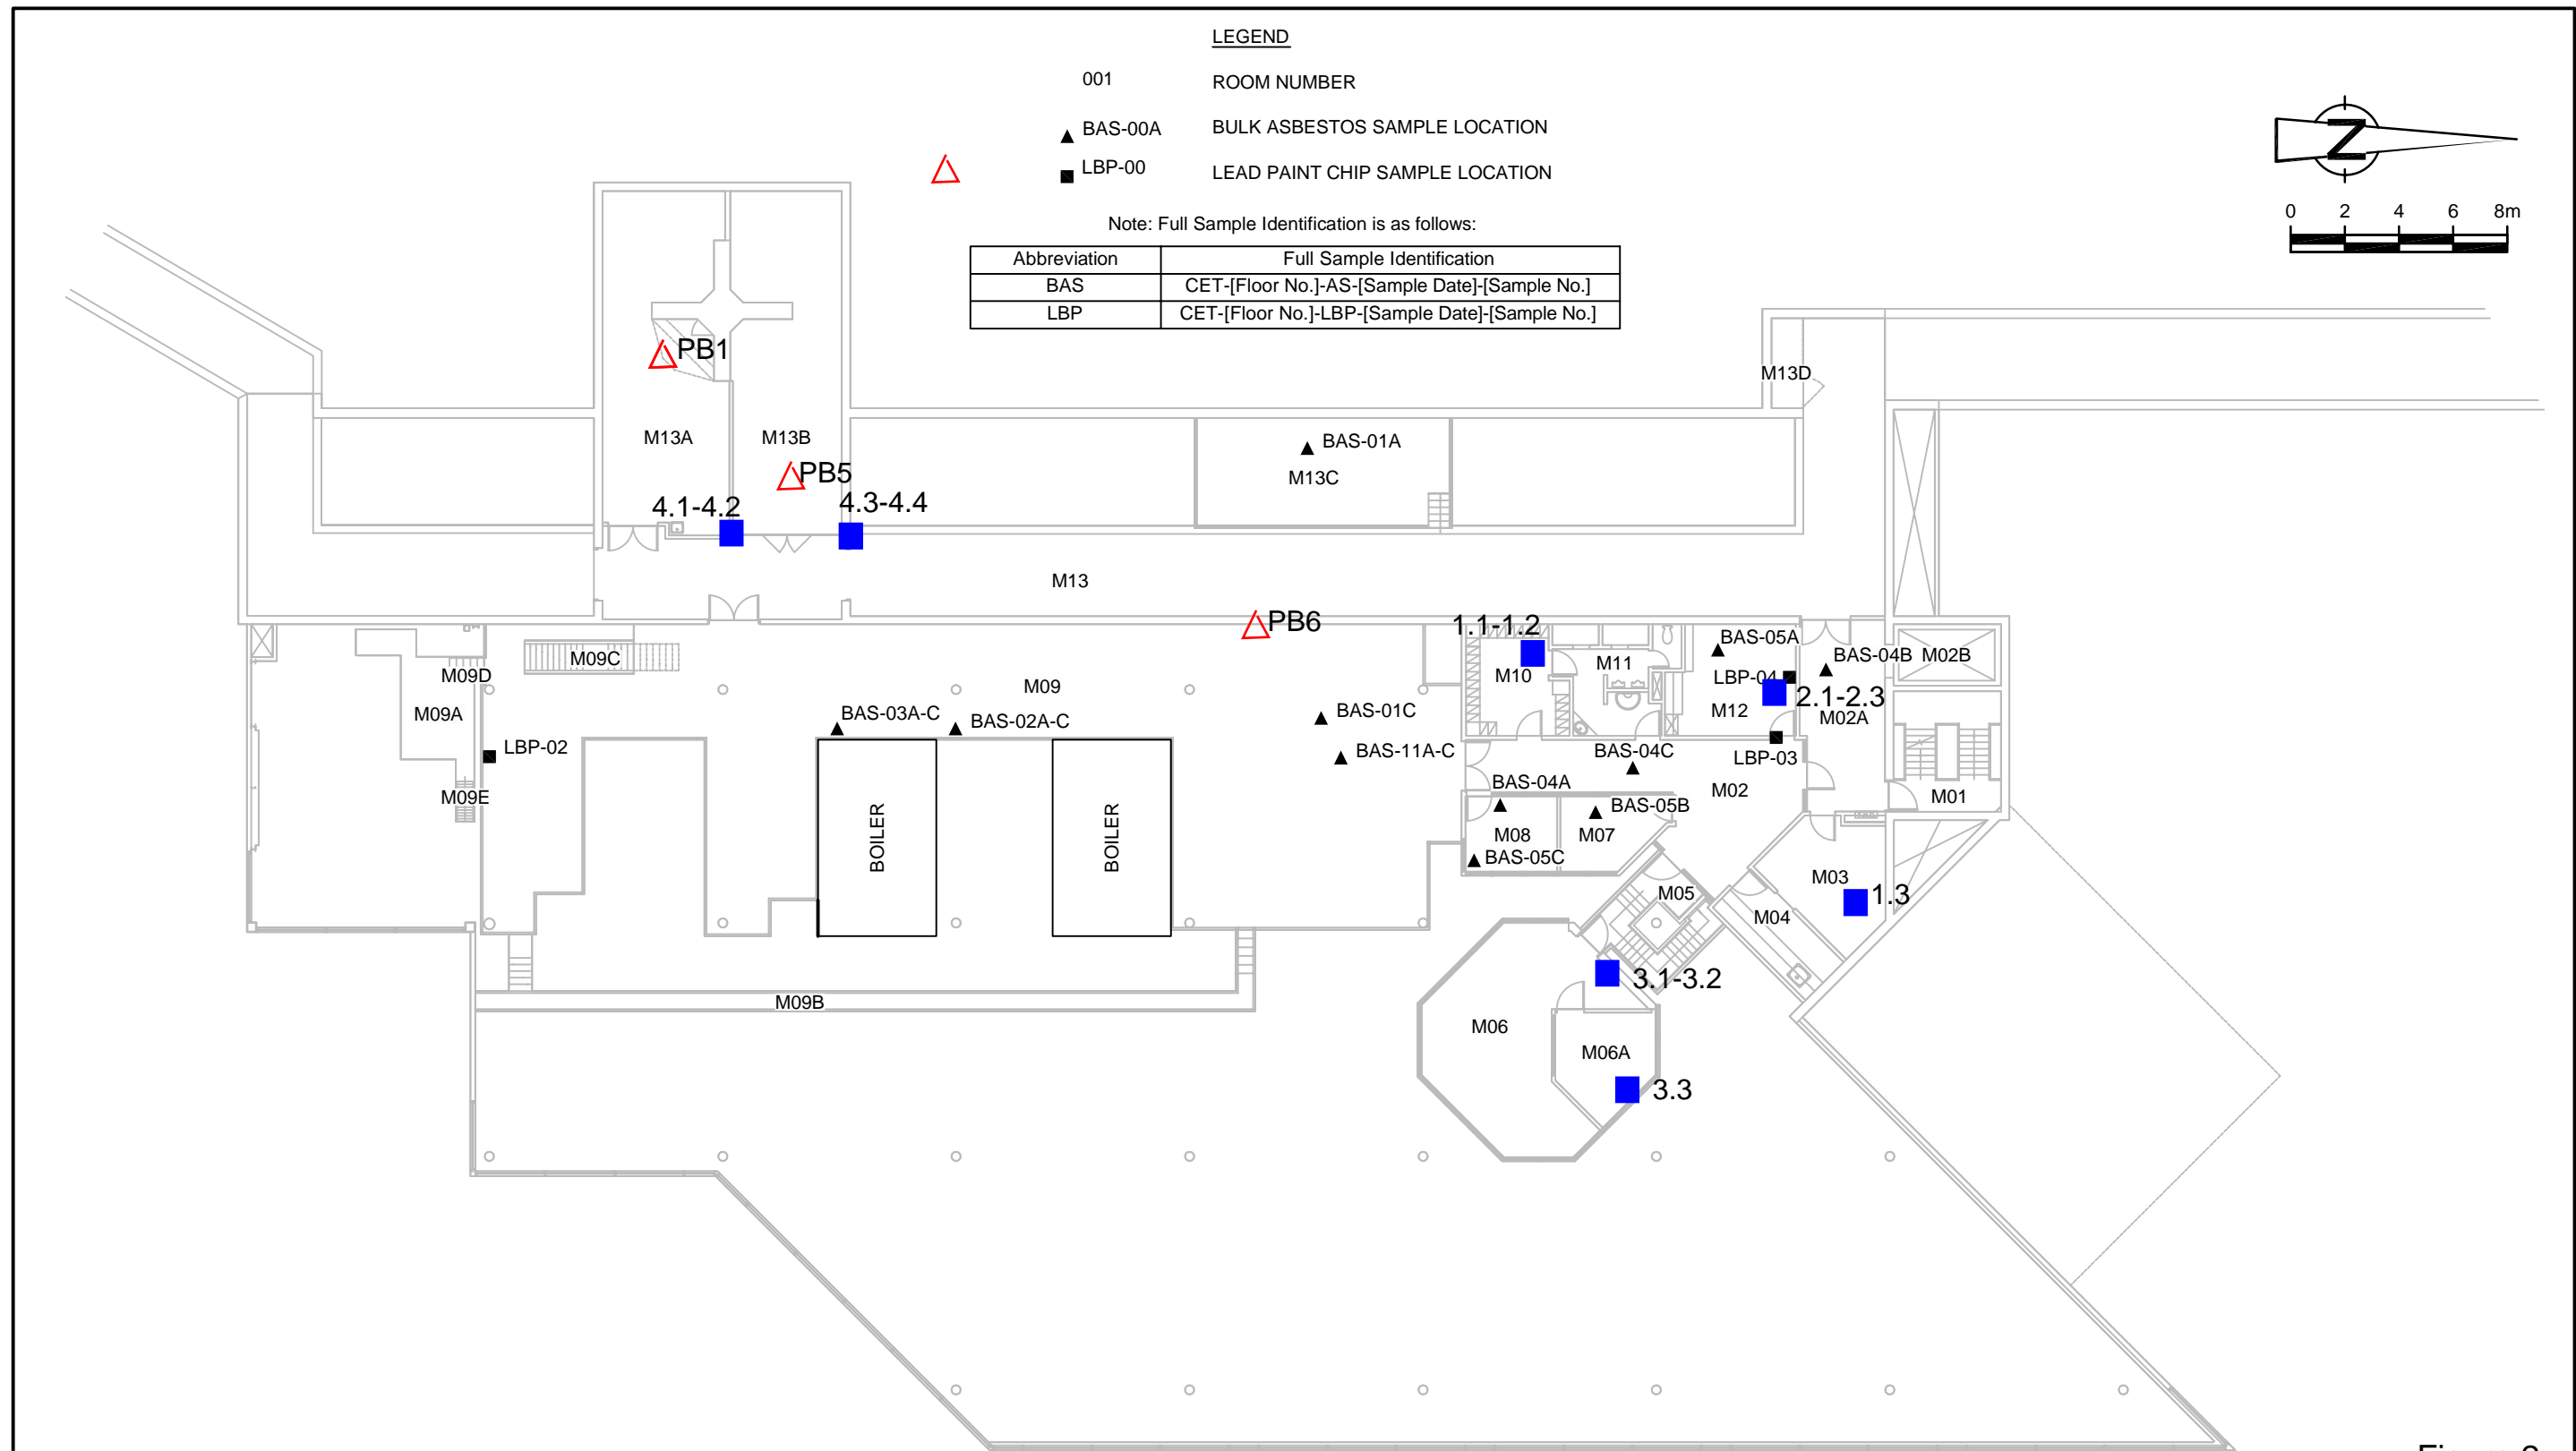 LEGEND
001 ROOM NUMBER
BAS-00A BULK ASBESTOS SAMPLE LOCATION
LBP-00 LEAD PAINT CHIP SAMPLE LOCATION
Note: Full Sample Identification is as follows:
Abbreviation Full Sample Identification
BAS CET-[Floor No.]-AS-[Sample Date]-[Sample No.]
LBP CET-[Floor No.]-LBP-[Sample Date]-[Sample No.]
Z
0 2 4 6 8m
PB1
M13D
M13A
M13B
BAS-01A
M13C
PB5
4.1-4.2
4.3-4.4
M13
PB6
1.1-1.2
BAS-05A
M09C
M09D
M09A
M09
M10
M11
LBP-04
BAS-04B
M02B
2.1-2.3
M12
M02A
BAS-03A-C
BAS-02A-C
BAS-01C
LBP-02
BAS-11A-C
BAS-04C
LBP-03
M09E
BAS-04A
M02
M01
BOILER
BOILER
BAS-05B
M08
M07
BAS-05C
M05
M03
1.3
M04
3.1-3.2
M09B
M06
M06A
3.3